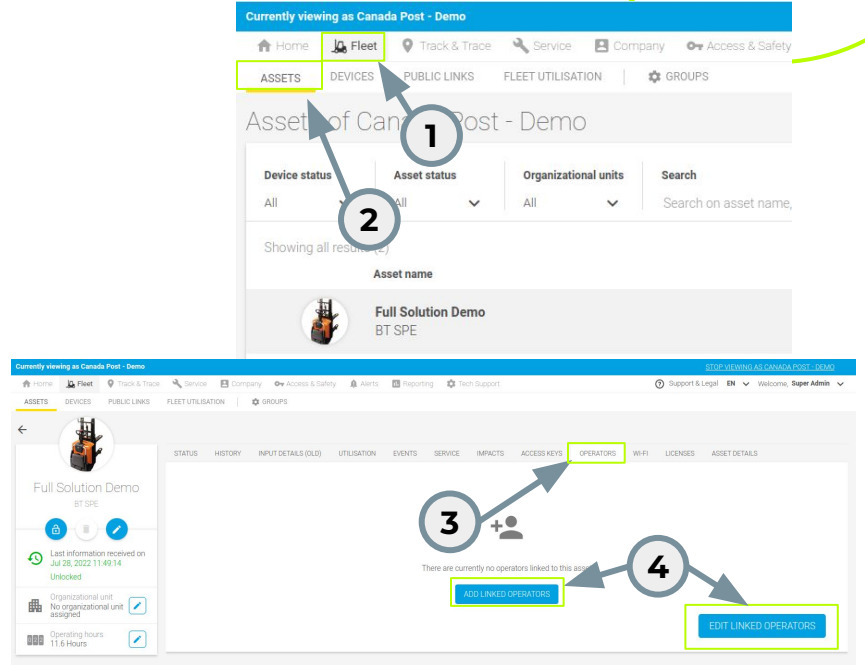 Currently viewing as Canada Post - Demo
Home Fleet Track & Trace Service Company Access & Safety
ASSETS DEVICES PUBLIC LINKS FLEET UTILISATION GROUPS
Assets of Canada Post - Demo
1
Device status Asset status Organizational units Search
All All All Search on asset name,
2
Showing all results (2)
Asset name
Full Solution Demo
BT SPE
Currently viewing as Canada Post - Demo STOP VIEWING AS CANADA POST - DEMO
Home Fleet Track & Trace Service Company Access & Safety Alerts Reporting Tech Support Support & Legal EN Welcome, Super Admin
ASSETS DEVICES PUBLIC LINKS FLEET UTILISATION GROUPS
STATUS HISTORY INPUT DETAILS (OLD) UTILISATION EVENTS SERVICE IMPACTS ACCESS KEYS OPERATORS WI-FI LICENSES ASSET DETAILS
Full Solution Demo
BT SPE
3
Last information received on
Jul 28, 2022 11:49:14
Unlocked
There are currently no operators linked to this asse
4
ADD LINKED OPERATORS
Organizational unit
No organizational unit
assigned
EDIT LINKED OPERATORS
Operating hours
11.6 Hours